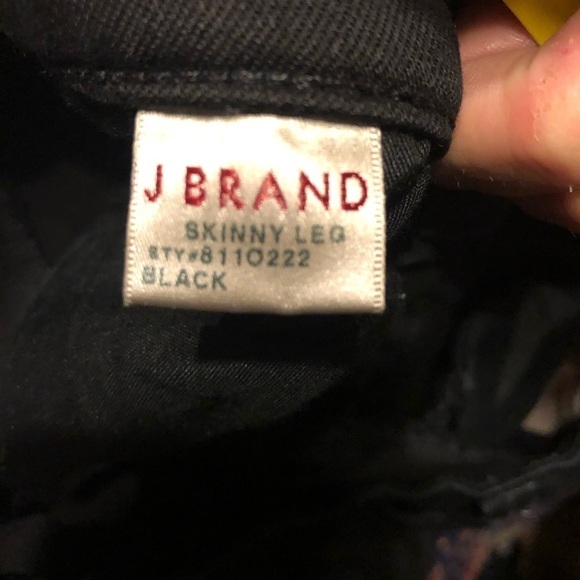 J BRAND
SKINNY LEG
STY#8110222
BLACK